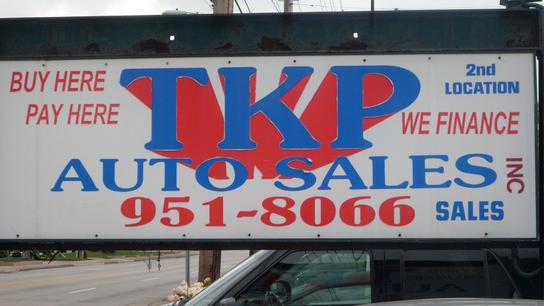 BUY HERE
PAY HERE
TKP
WE FINANCE
2nd
LOCATION
AUTO SALES INC
951-8066
SALES